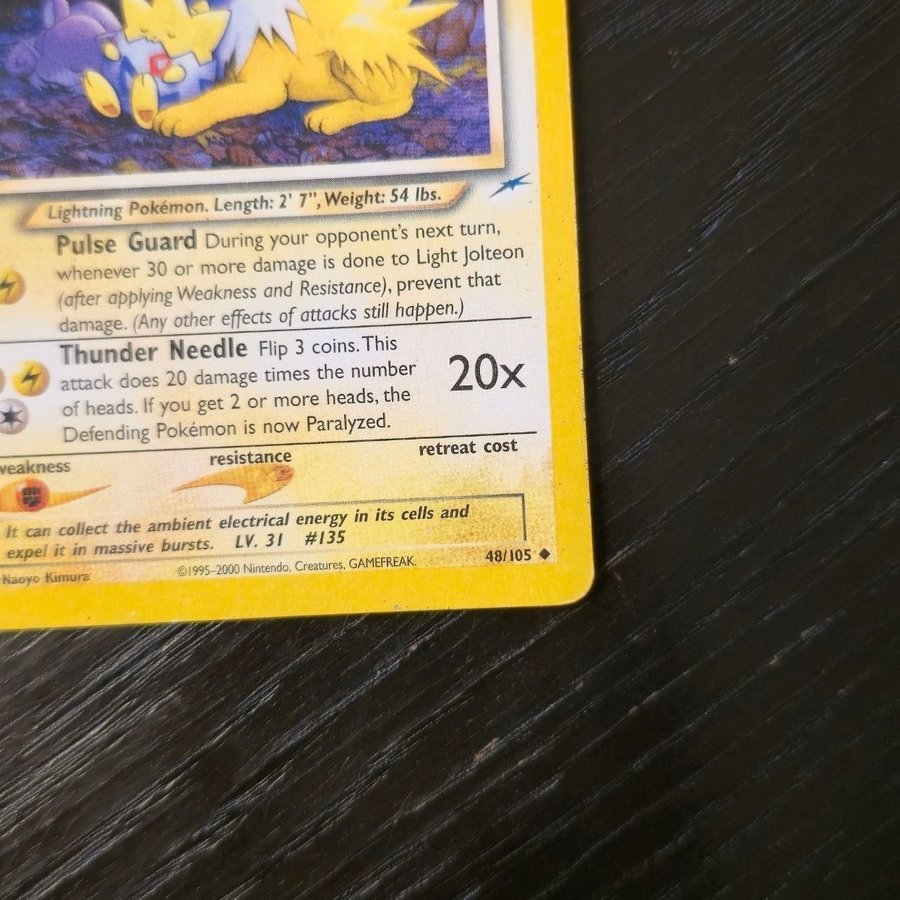 Lightning Pokémon. Length: 2' 7", Weight: 54 lbs.
Pulse Guard During your opponent's next turn,
whenever 30 or more damage is done to Light Jolteon
(after applying Weakness and Resistance), prevent that
damage. (Any other effects of attacks still happen.)
Thunder Needle Flip 3 coins. This
attack does 20 damage times the number
of heads. If you get 2 or more heads, the
Defending Pokémon is now Paralyzed.
20x
weakness
resistance
retreat cost
It can collect the ambient electrical energy in its cells and
expel it in massive bursts. LV. 31 #135
Naoyo Kimura
©1995–2000 Nintendo, Creatures, GAMEFREAK.
48/105